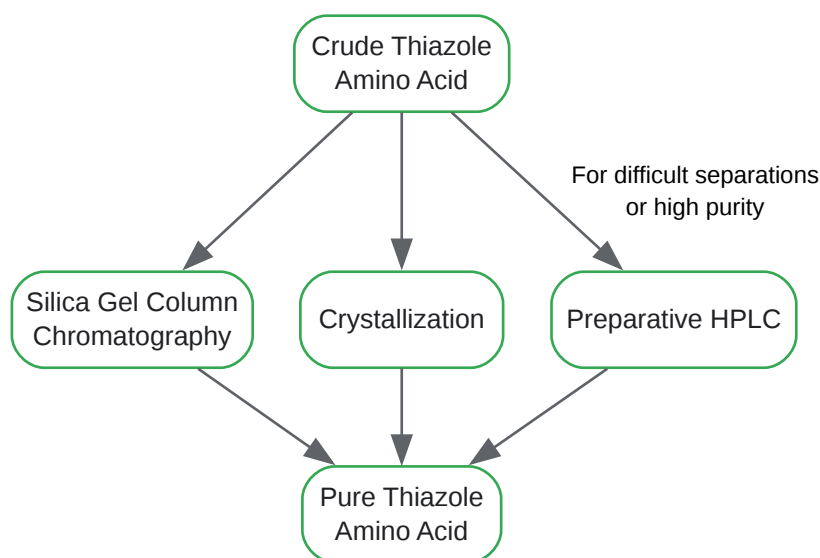 Crude Thiazole
Amino Acid
For difficult separations
or high purity
Silica Gel Column
Chromatography
Crystallization
Preparative HPLC
Pure Thiazole
Amino Acid